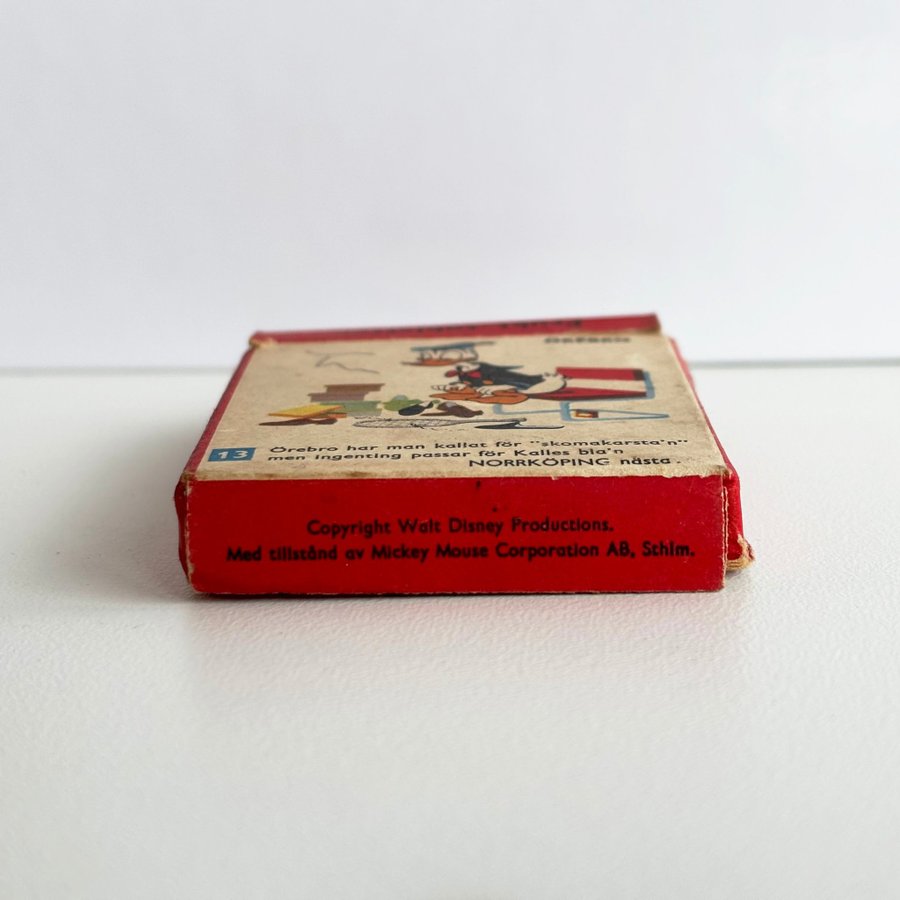 13
Örebro har man kallat för "skomakarsta'n"
men ingenting passar för Kalles bla'n
NORRKÖPING nästa.
Copyright Walt Disney Productions.
Med tillstånd av Mickey Mouse Corporation AB, Sthlm.